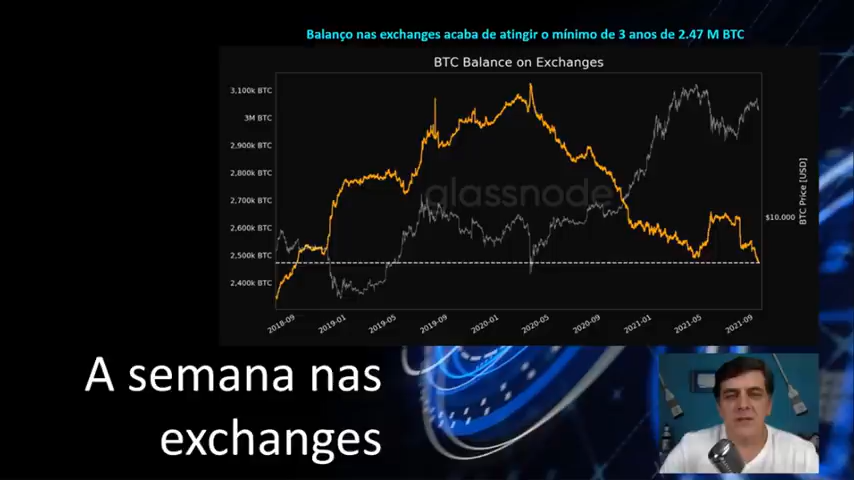 Balanço nas exchanges acaba de atingir o mínimo de 3 anos de 2.47 M BTC
BTC Balance on Exchanges
3,100k BTC
3M BTC
2,900k BTC
2,800k BTC
2,700k BTC
2,600k BTC
2,500k BTC
2,400k BTC
glassnode
$10.000
BTC Price [USD]
2018-09
2019-01
2019-05
2019-09
2020-01
2020-05
2020-09
2021-01
2021-05
2021-09
A semana nas
exchanges